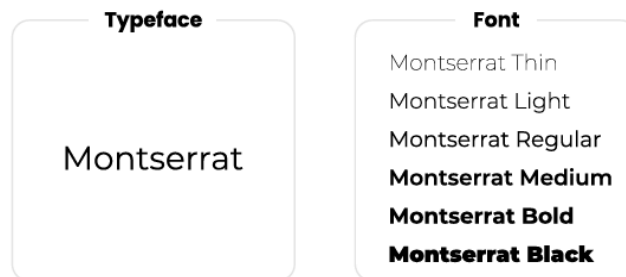 Typeface
Montserrat
Font
Montserrat Thin
Montserrat Light
Montserrat Regular
Montserrat Medium
Montserrat Bold
Montserrat Black